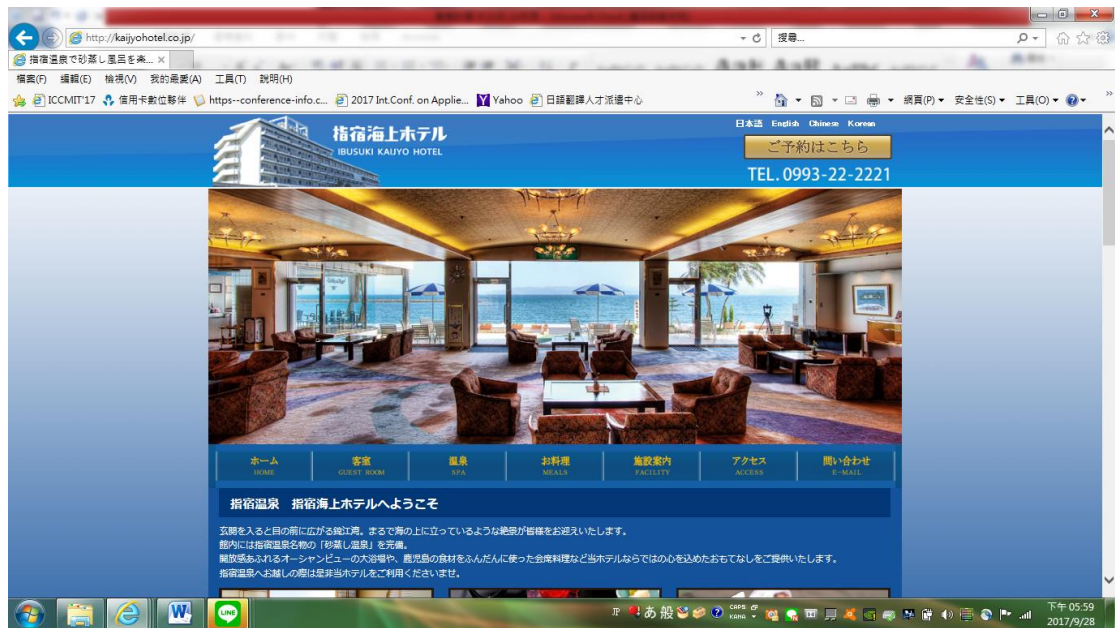 http://kaijyohotel.co.jp/
搜尋...
指宿温泉で砂蒸し風呂を楽...
檔案(F) 編輯(E) 檢視(V) 我的最愛(A) 工具(T) 說明(H)
ICCMIT'17 信用卡數位夥伴 https--conference-info.c... 2017 Int.Conf. on Applie... Yahoo 日語翻譯人才派遣中心 網頁(P) 安全性(S) 工具(O)
日本語 English Chinese Korean
指宿海上ホテル
IBUSUKI KAIJYO HOTEL
ご予約はこちら
TEL.0993-22-2221
ホーム 客室 温泉 お料理 施設案内 アクセス 問い合わせ
HOME GUEST ROOM SPA MEALS FACILITY ACCESS E-MAIL
指宿温泉 指宿海上ホテルへようこそ
玄関を入ると目の前に広がる錦江湾。まるで海の上に立っているような絶景が皆様をお迎えいたします。
館内には指宿温泉名物の「砂蒸し温泉」を完備。
開放感あふれるオーシャンビューの大浴場や、鹿児島の食材をふんだんに使った会席料理など当ホテルならではの心を込めたおもてなしをご提供いたします。
指宿温泉へお越しの際は是非当ホテルをご利用くださいませ。
LINE
JP あ 般 CAPS KANA
下午 05:59
2017/9/28